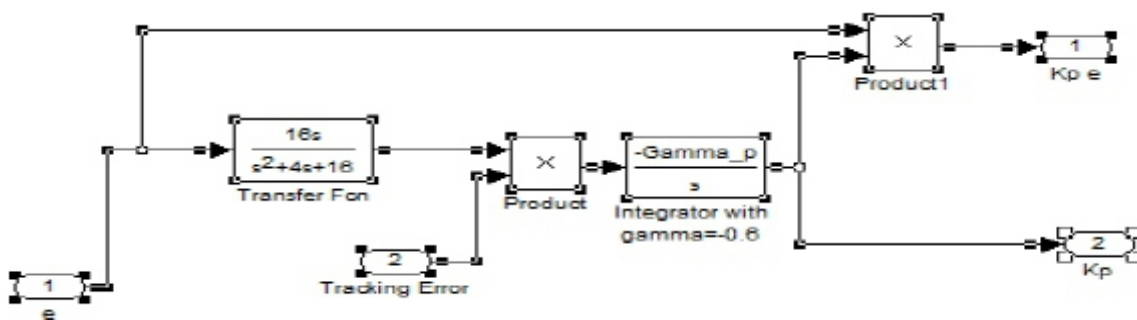 ×
Product1
1
Kp e
16s
s²+4s+16
Transfer Fcn
×
Product
-Gamma_p
s
Integrator with
gamma=-0.6
2
Tracking Error
2
Kp
1
e